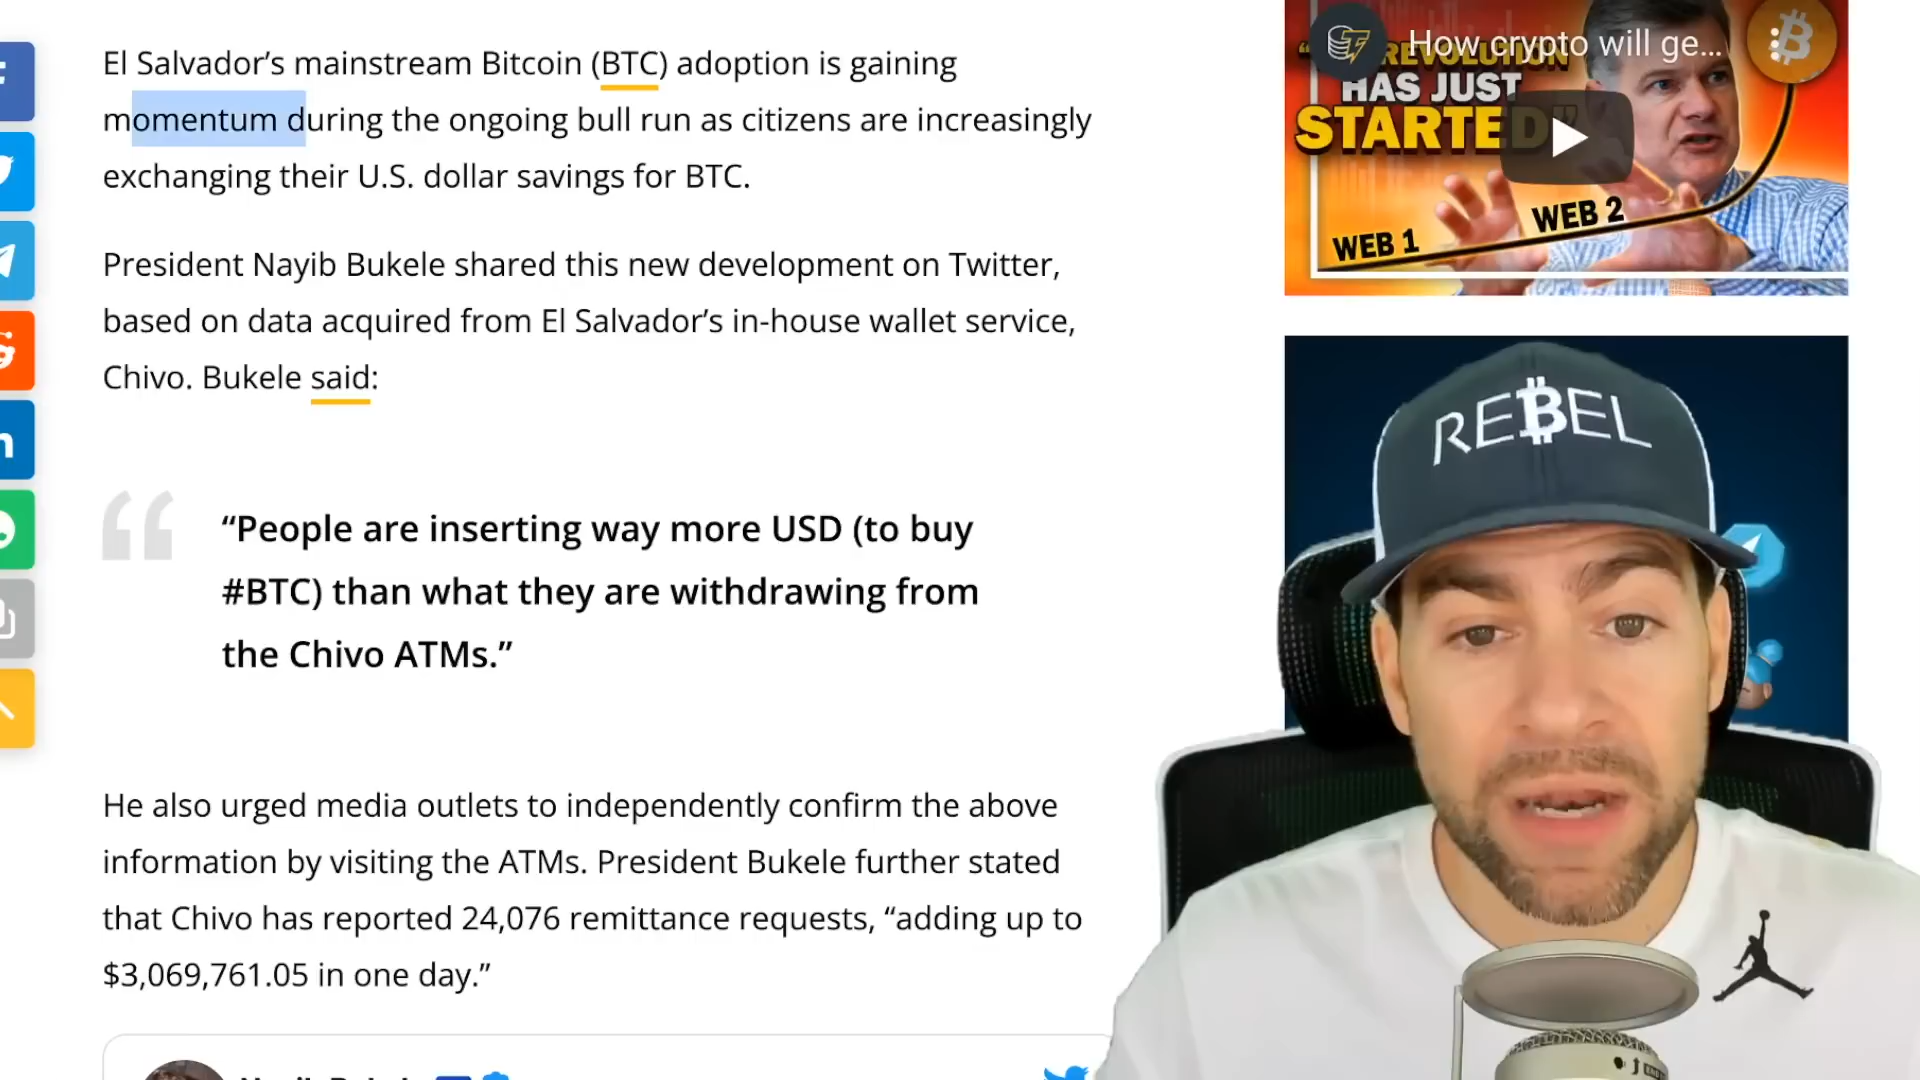 El Salvador’s mainstream Bitcoin (BTC) adoption is gaining
momentum during the ongoing bull run as citizens are increasingly
exchanging their U.S. dollar savings for BTC.
President Nayib Bukele shared this new development on Twitter,
based on data acquired from El Salvador’s in-house wallet service,
Chivo. Bukele said:
“People are inserting way more USD (to buy
#BTC) than what they are withdrawing from
the Chivo ATMs.”
He also urged media outlets to independently confirm the above
information by visiting the ATMs. President Bukele further stated
that Chivo has reported 24,076 remittance requests, “adding up to
$3,069,761.05 in one day.”
How crypto will ge...
REVOLUTION
HAS JUST
STARTED”
WEB 1
WEB 2
REBEL